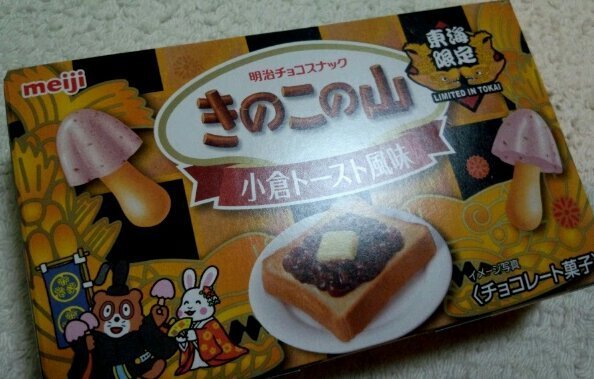 meiji
明治チョコスナック
きのこの山
東海
限定
LIMITED IN TOKAI
小倉トースト風味
イメージ写真
〈チョコレート菓子〉